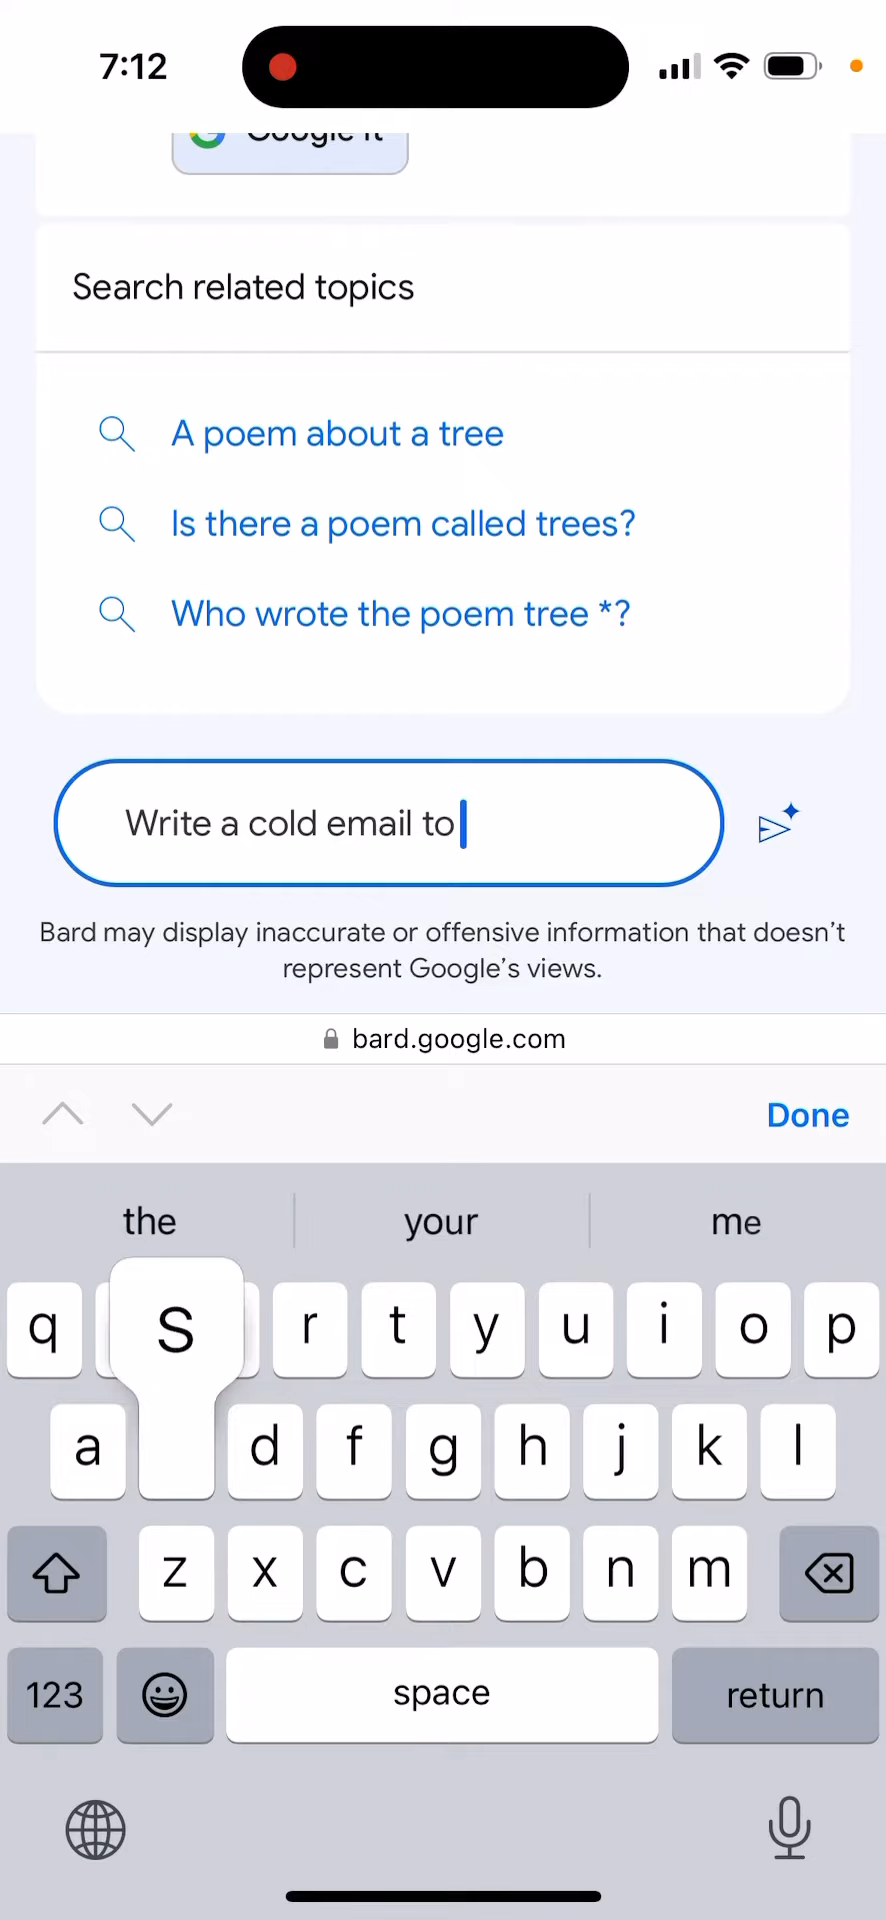 7:12
Google it
Search related topics
A poem about a tree
Is there a poem called trees?
Who wrote the poem tree *?
Write a cold email to
Bard may display inaccurate or offensive information that doesn’t
represent Google’s views.
bard.google.com
Done
the your me
q S r t y u i o p
a d f g h j k l
z x c v b n m
123 space return